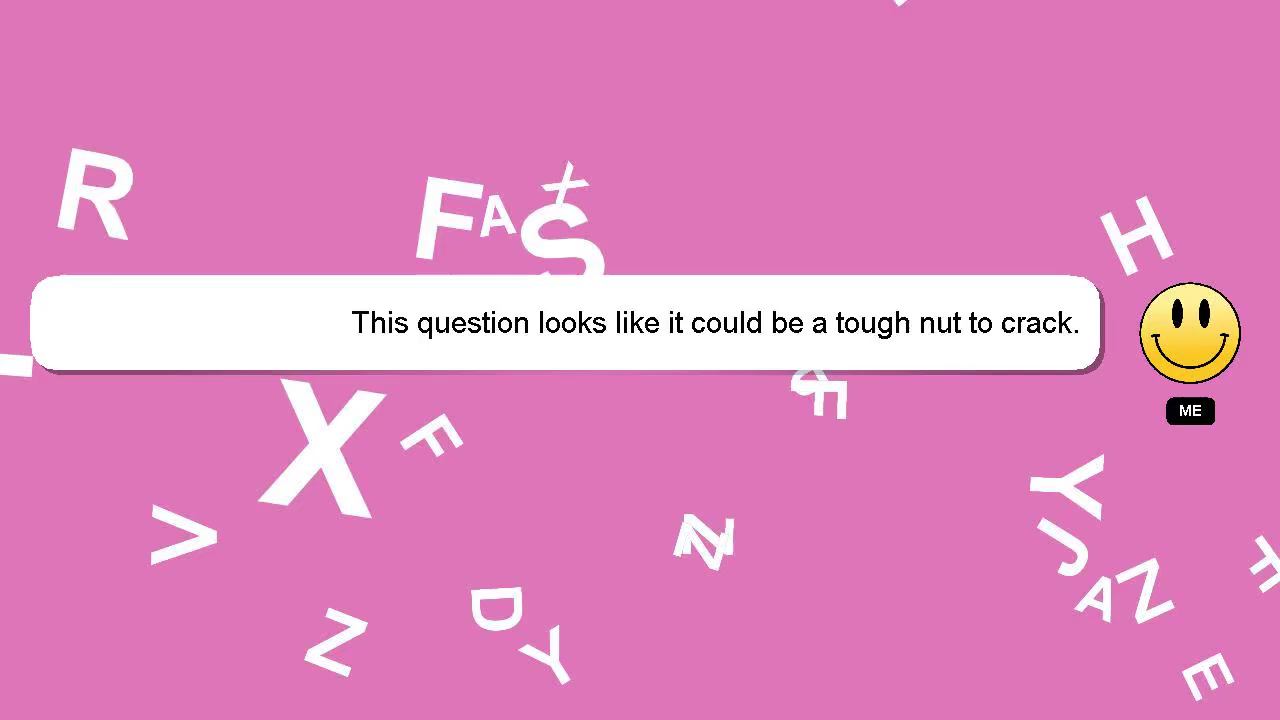 R
F A X
S
H
This question looks like it could be a tough nut to crack.
ME
X F
F
Y
V
N
J
Z
D
A Z
F
Y
E